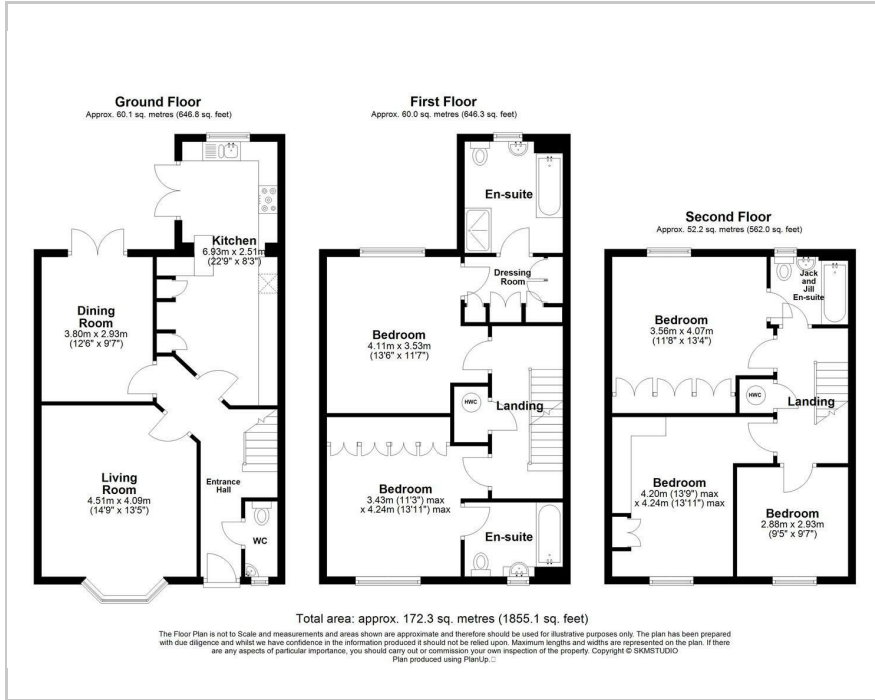 Ground Floor
Approx. 60.1 sq. metres (646.8 sq. feet)
Kitchen
6.93m x 2.51m
(22'9" x 8'3")
Dining
Room
3.80m x 2.93m
(12'6" x 9'7")
Living
Room
4.51m x 4.09m
(14'9" x 13'5")
Entrance
Hall
WC
First Floor
Approx. 60.0 sq. metres (646.3 sq. feet)
En-suite
Dressing
Room
Bedroom
4.11m x 3.53m
(13'6" x 11'7")
HWC
Landing
Bedroom
3.43m (11'3") max
x 4.24m (13'11") max
En-suite
Second Floor
Approx. 52.2 sq. metres (562.0 sq. feet)
Jack
and
Jill
En-suite
Bedroom
3.56m x 4.07m
(11'8" x 13'4")
HWC
Landing
Bedroom
4.20m (13'9") max
x 4.24m (13'11") max
Bedroom
2.88m x 2.93m
(9'5" x 9'7")
Total area: approx. 172.3 sq. metres (1855.1 sq. feet)
The Floor Plan is not to Scale and measurements and areas shown are approximate and therefore should be used for illustrative purposes only. The plan has been prepared
with due diligence and whilst we have confidence in the information produced it should not be relied upon. Maximum lengths and widths are represented on the plan. If there
are any aspects of particular importance, you should carry out or commission your own inspection of the property. Copyright © SKMSTUDIO
Plan produced using PlanUp.